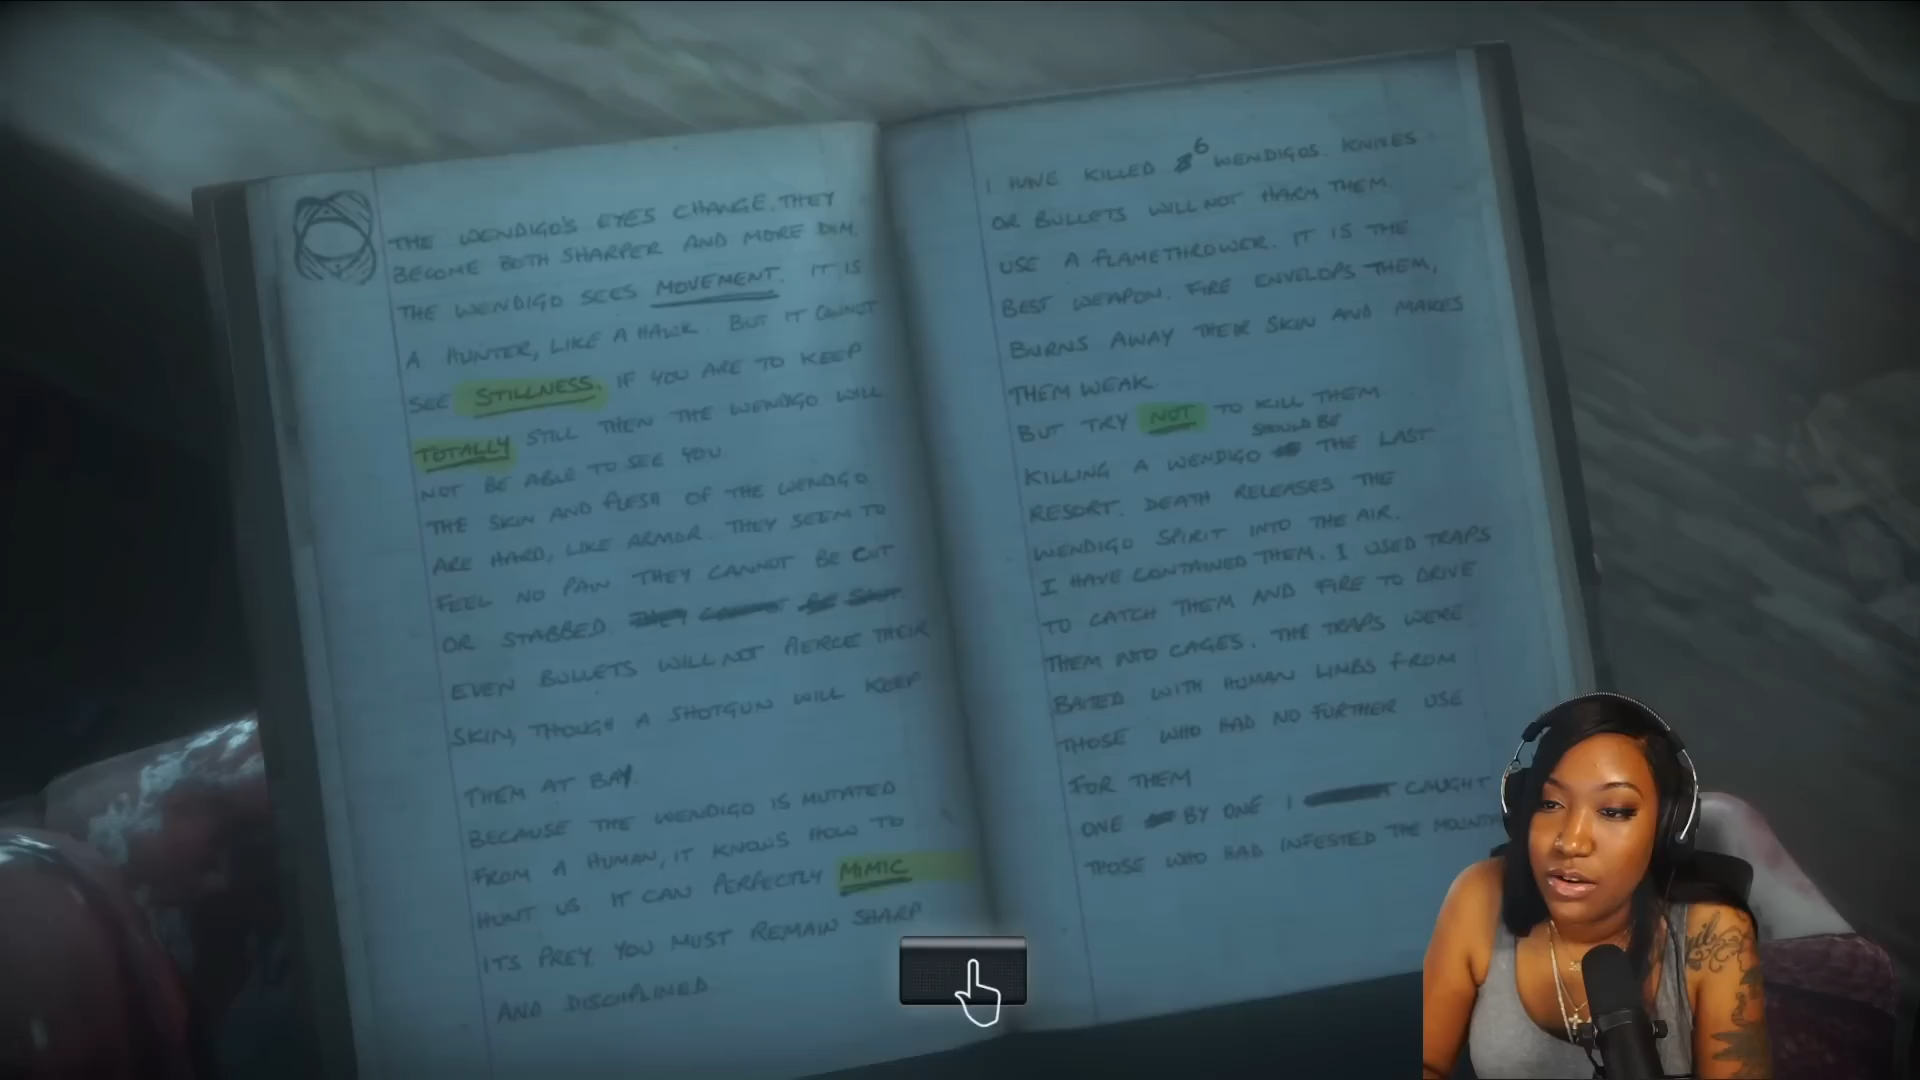 THE WENDIGO'S EYES CHANGE. THEY
BECOME BOTH SHARPER AND MORE DIM.
THE WENDIGO SEES MOVEMENT. IT IS
A HUNTER, LIKE A HAWK. BUT IT CANNOT
SEE STILLNESS. IF YOU ARE TO KEEP
TOTALLY STILL THEN THE WENDIGO WILL
NOT BE ABLE TO SEE YOU
THE SKIN AND FLESH OF THE WENDIGO
ARE HARD, LIKE ARMOR. THEY SEEM TO
FEEL NO PAIN THEY CANNOT BE CUT
OR STABBED THEY CANNOT BE SHOT
EVEN BULLETS WILL NOT PIERCE THEIR
SKIN, THOUGH A SHOTGUN WILL KEEP
THEM AT BAY.
BECAUSE THE WENDIGO IS MUTATED
FROM A HUMAN, IT KNOWS HOW TO
HUNT US IT CAN PERFECTLY MIMIC
ITS PREY. YOU MUST REMAIN SHARP
AND DISCIPLINED
I HAVE KILLED 6 WENDIGOS. KNIVES
OR BULLETS WILL NOT HARM THEM.
USE A FLAMETHROWER. IT IS THE
BEST WEAPON. FIRE ENVELOPS THEM,
BURNS AWAY THEIR SKIN AND MAKES
THEM WEAK.
BUT TRY NOT TO KILL THEM
SHOULD BE
KILLING A WENDIGO THE LAST
RESORT. DEATH RELEASES THE
WENDIGO SPIRIT INTO THE AIR.
I HAVE CONTAINED THEM. I USED TRAPS
TO CATCH THEM AND FIRE TO DRIVE
THEM INTO CAGES. THE TRAPS WERE
BAITED WITH HUMAN LIMBS FROM
THOSE WHO HAD NO FURTHER USE
FOR THEM
ONE BY ONE I CAUGHT
THOSE WHO HAD INFESTED THE